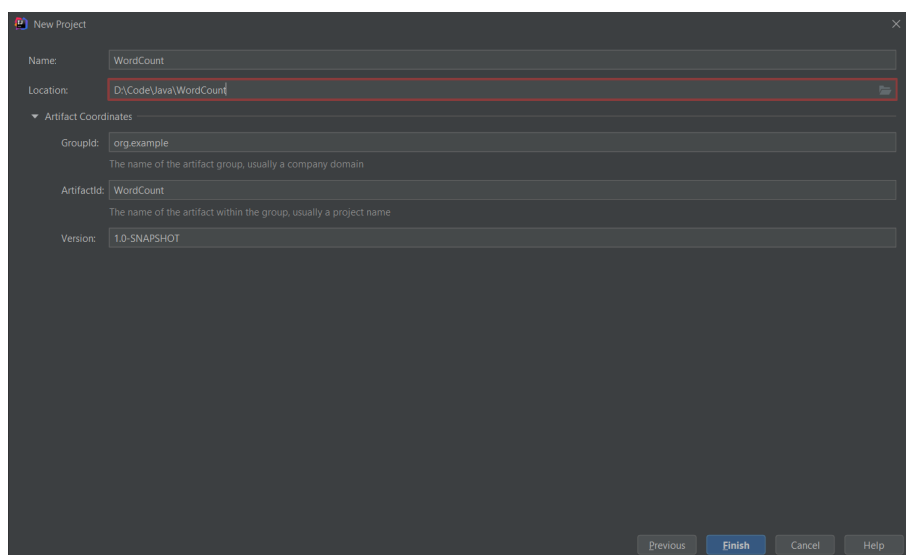 New Project
Name: WordCount
Location: D:\Code\Java\WordCount
Artifact Coordinates
GroupId: org.example
The name of the artifact group, usually a company domain
ArtifactId: WordCount
The name of the artifact within the group, usually a project name
Version: 1.0-SNAPSHOT
Previous Finish Cancel Help